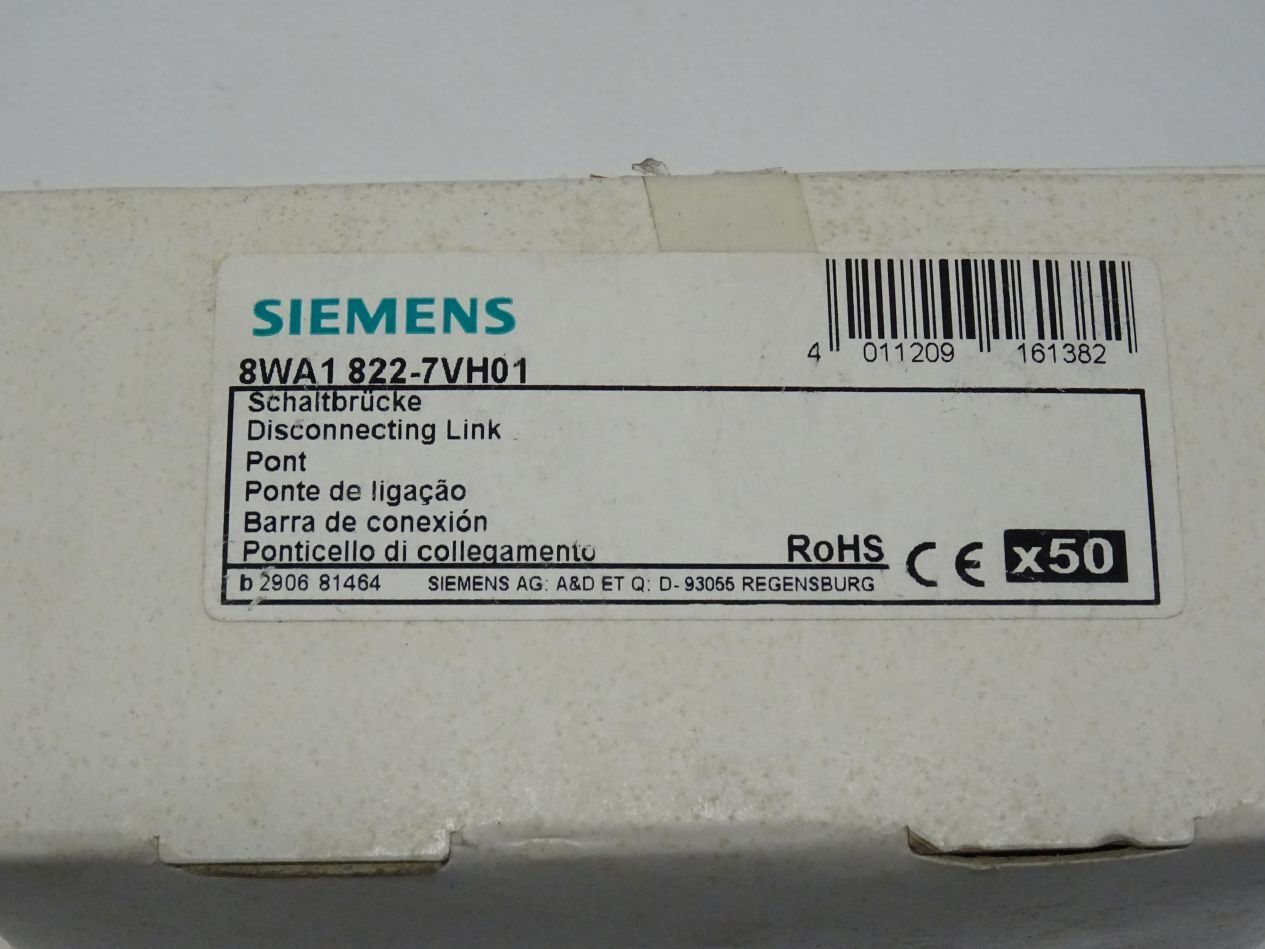 SIEMENS
8WA1 822-7VH01
4 011209 161382
Schaltbrücke
Disconnecting Link
Pont
Ponte de ligação
Barra de conexión
Ponticello di collegamento
RoHS CE x50
b 2906 81464 SIEMENS AG: A&D ET Q: D-93055 REGENSBURG